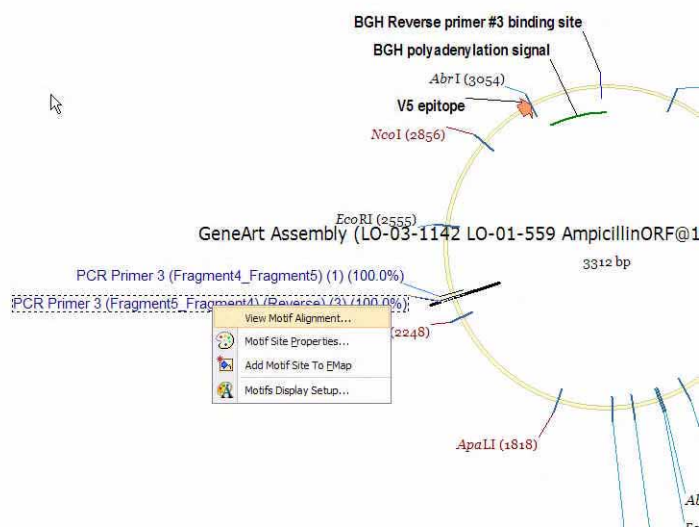 BGH Reverse primer #3 binding site
BGH polyadenylation signal
AbrI (3054)
V5 epitope
NcoI (2856)
EcoRI (2555)
GeneArt Assembly (LO-03-1142 LO-01-559 AmpicillinORF@1
3312 bp
PCR Primer 3 (Fragment4_Fragment5) (1) (100.0%)
PCR Primer 3 (Fragment5_Fragment4) (Reverse) (3) (100.0%)
View Motif Alignment...
(2248)
Motif Site Properties...
Add Motif Site To FMap
Motifs Display Setup...
ApaLI (1818)